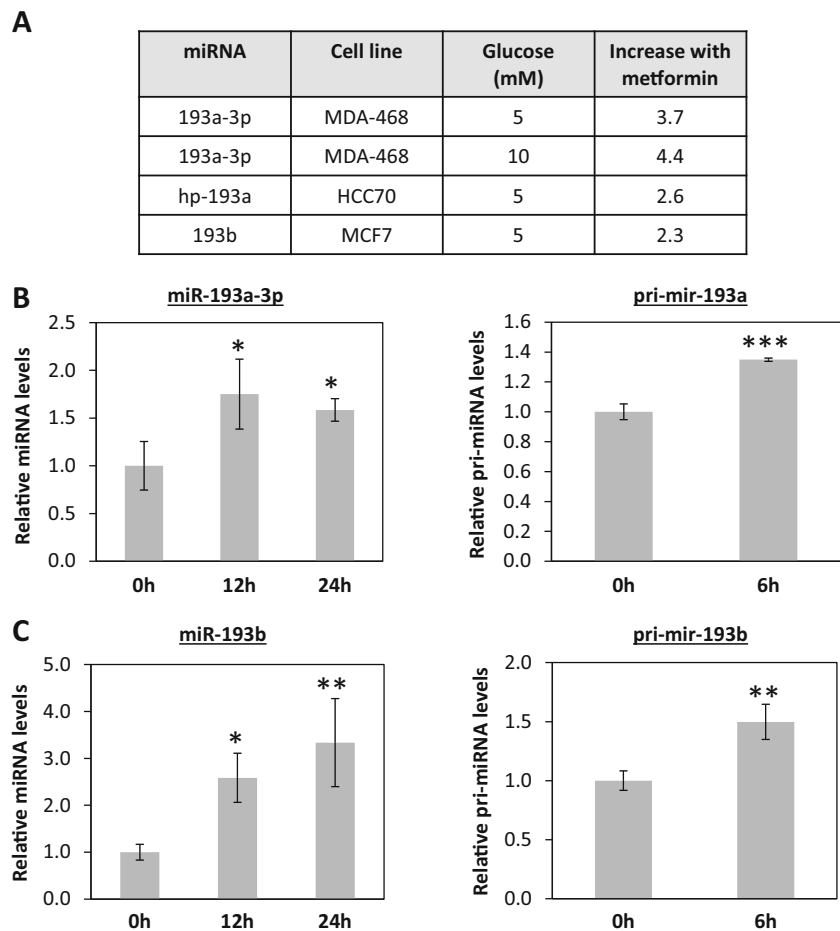 A
miRNA Cell line Glucose (mM) Increase with metformin
193a-3p MDA-468 5 3.7
193a-3p MDA-468 10 4.4
hp-193a HCC70 5 2.6
193b MCF7 5 2.3
B
miR-193a-3p
Relative miRNA levels
2.5
2.0
1.5
1.0
0.5
0.0
*
*
0h 12h 24h
pri-mir-193a
Relative pri-miRNA levels
1.6
1.4
1.2
1.0
0.8
0.6
0.4
0.2
0.0
***
0h 6h
C
miR-193b
Relative miRNA levels
5.0
4.0
3.0
2.0
1.0
0.0
*
**
0h 12h 24h
pri-mir-193b
Relative pri-miRNA levels
2.0
1.5
1.0
0.5
0.0
**
0h 6h